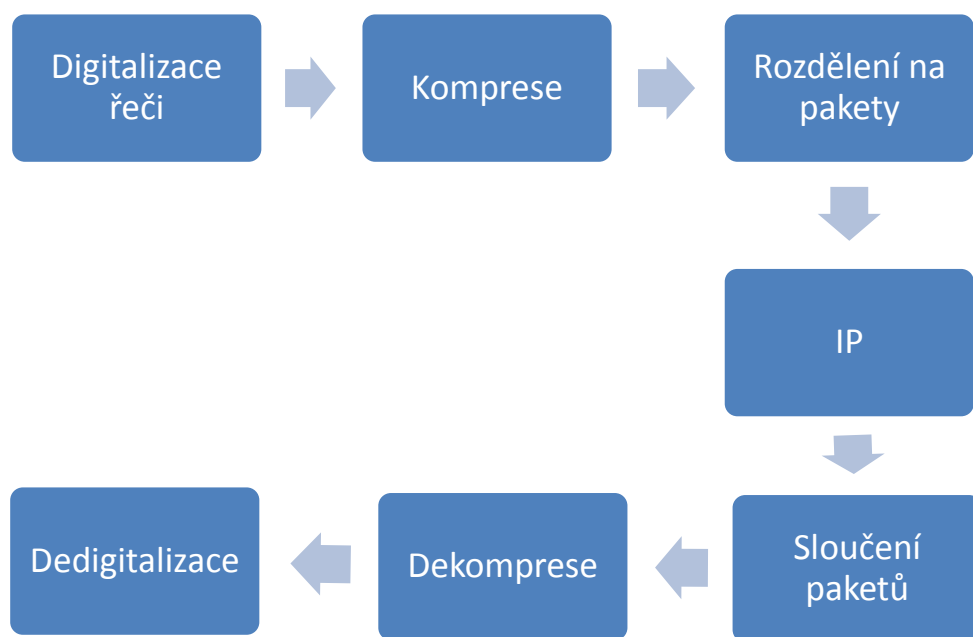 Digitalizace
řeči
Komprese
Rozdělení na
pakety
IP
Sloučení
paketů
Dekomprese
Dedigitalizace